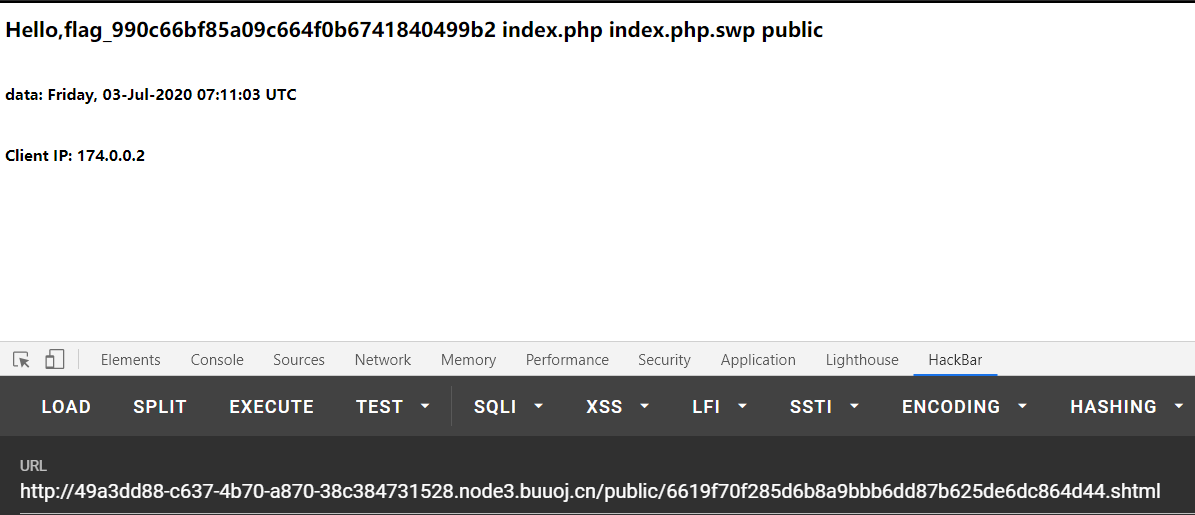 Hello,flag_990c66bf85a09c664f0b6741840499b2 index.php index.php.swp public
data: Friday, 03-Jul-2020 07:11:03 UTC
Client IP: 174.0.0.2
Elements Console Sources Network Memory Performance Security Application Lighthouse HackBar
LOAD SPLIT EXECUTE TEST SQLI XSS LFI SSTI ENCODING HASHING
URL
http://49a3dd88-c637-4b70-a870-38c384731528.node3.buuoj.cn/public/6619f70f285d6b8a9bbb6dd87b625de6dc864d44.shtml